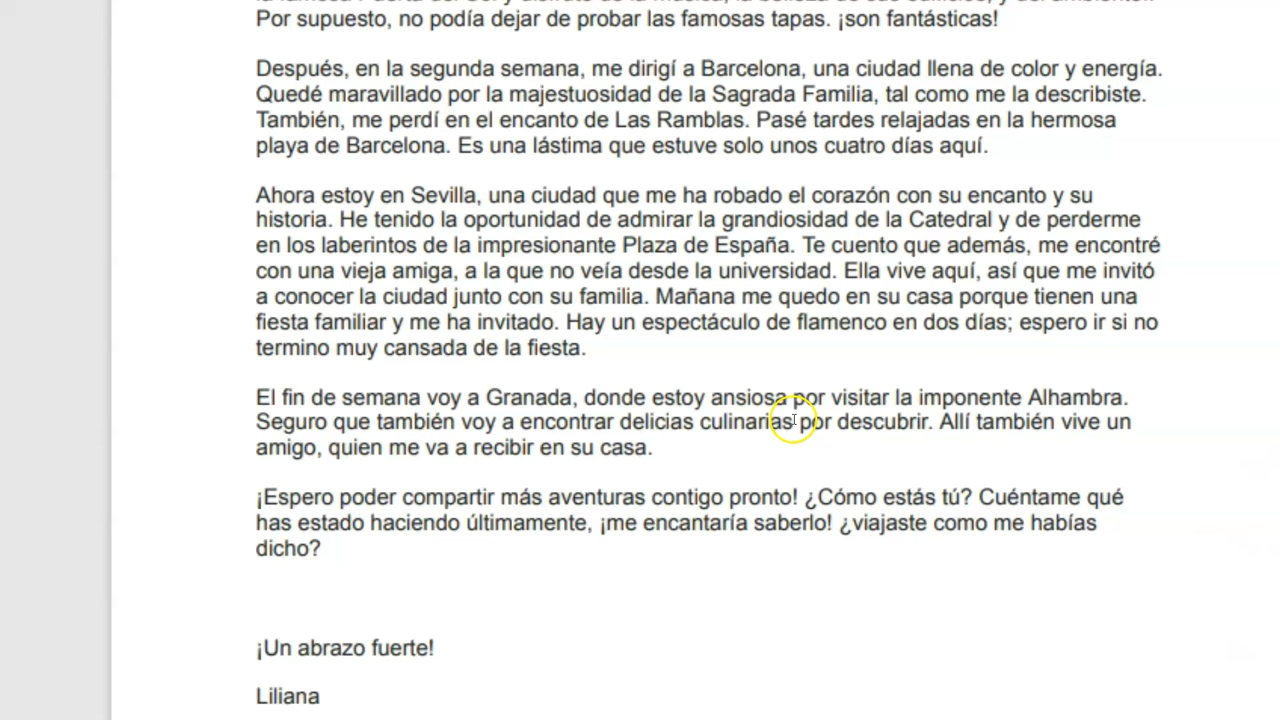 Por supuesto, no podía dejar de probar las famosas tapas. ¡son fantásticas!
Después, en la segunda semana, me dirigí a Barcelona, una ciudad llena de color y energía.
Quedé maravillado por la majestuosidad de la Sagrada Familia, tal como me la describiste.
También, me perdí en el encanto de Las Ramblas. Pasé tardes relajadas en la hermosa
playa de Barcelona. Es una lástima que estuve solo unos cuatro días aquí.
Ahora estoy en Sevilla, una ciudad que me ha robado el corazón con su encanto y su
historia. He tenido la oportunidad de admirar la grandiosidad de la Catedral y de perderme
en los laberintos de la impresionante Plaza de España. Te cuento que además, me encontré
con una vieja amiga, a la que no veía desde la universidad. Ella vive aquí, así que me invitó
a conocer la ciudad junto con su familia. Mañana me quedo en su casa porque tienen una
fiesta familiar y me ha invitado. Hay un espectáculo de flamenco en dos días; espero ir si no
termino muy cansada de la fiesta.
El fin de semana voy a Granada, donde estoy ansiosa por visitar la imponente Alhambra.
Seguro que también voy a encontrar delicias culinarias por descubrir. Allí también vive un
amigo, quien me va a recibir en su casa.
¡Espero poder compartir más aventuras contigo pronto! ¿Cómo estás tú? Cuéntame qué
has estado haciendo últimamente, ¡me encantaría saberlo! ¿viajaste como me habías
dicho?
¡Un abrazo fuerte!
Liliana